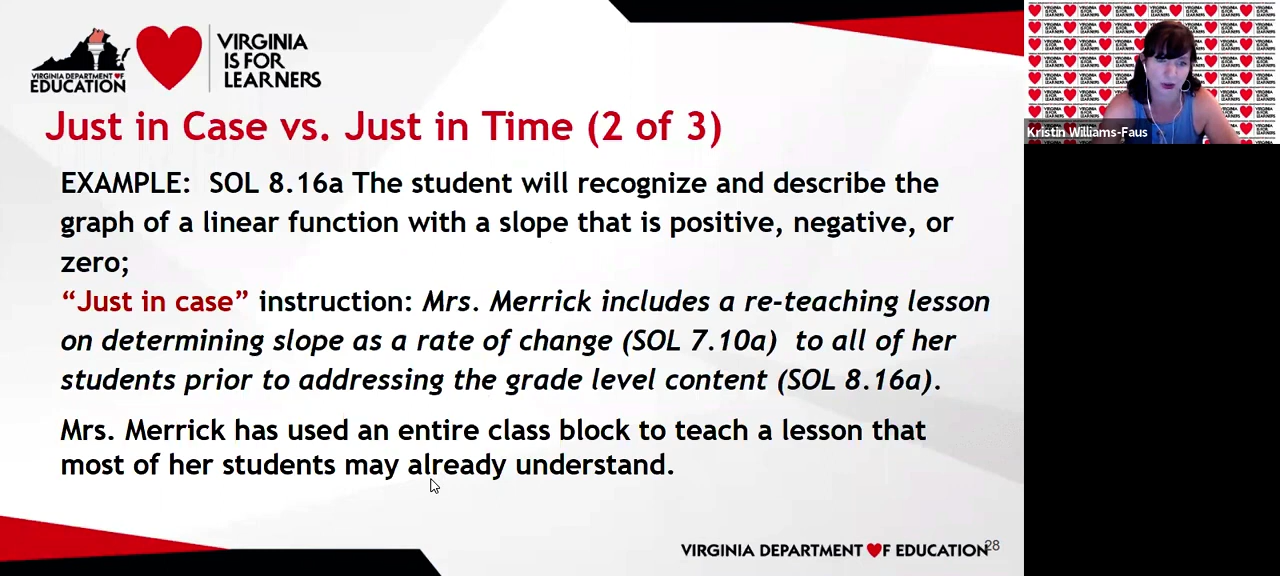 VIRGINIA DEPARTMENT OF
EDUCATION
VIRGINIA
IS FOR
LEARNERS
Just in Case vs. Just in Time (2 of 3)
EXAMPLE: SOL 8.16a The student will recognize and describe the
graph of a linear function with a slope that is positive, negative, or
zero;
“Just in case” instruction: Mrs. Merrick includes a re-teaching lesson
on determining slope as a rate of change (SOL 7.10a) to all of her
students prior to addressing the grade level content (SOL 8.16a).
Mrs. Merrick has used an entire class block to teach a lesson that
most of her students may already understand.
VIRGINIA DEPARTMENT OF EDUCATION
28
Kristin Williams-Faus